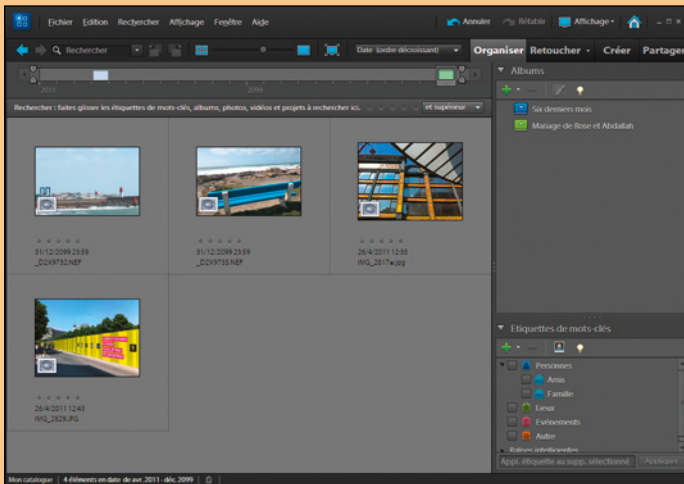 Fichier Edition Rechercher Affichage Fenêtre Aide Annuler Rétablir Affichage
Rechercher Date (ordre décroissant) Organiser Retoucher Créer Partager
2011 2099
Albums
Six derniers mois
Mariage de Rose et Abdallah
Rechercher : faites glisser les étiquettes de mots-clés, albums, photos, vidéos et projets à rechercher ici. et supérieur
31/12/2099 23:59
_D2X9732.NEF
31/12/2099 23:59
_D2X9735.NEF
26/4/2011 12:35
26/4/2011 12:43
IMG_2829.JPG
Etiquettes de mots-clés
Personnes
Amis
Famille
Lieux
Evénements
Autre
Balises intelligentes
Appl. étiquette au supp. sélectionné Appliquer
Mon catalogue 4 éléments en date de avr. 2011 - déc. 2099